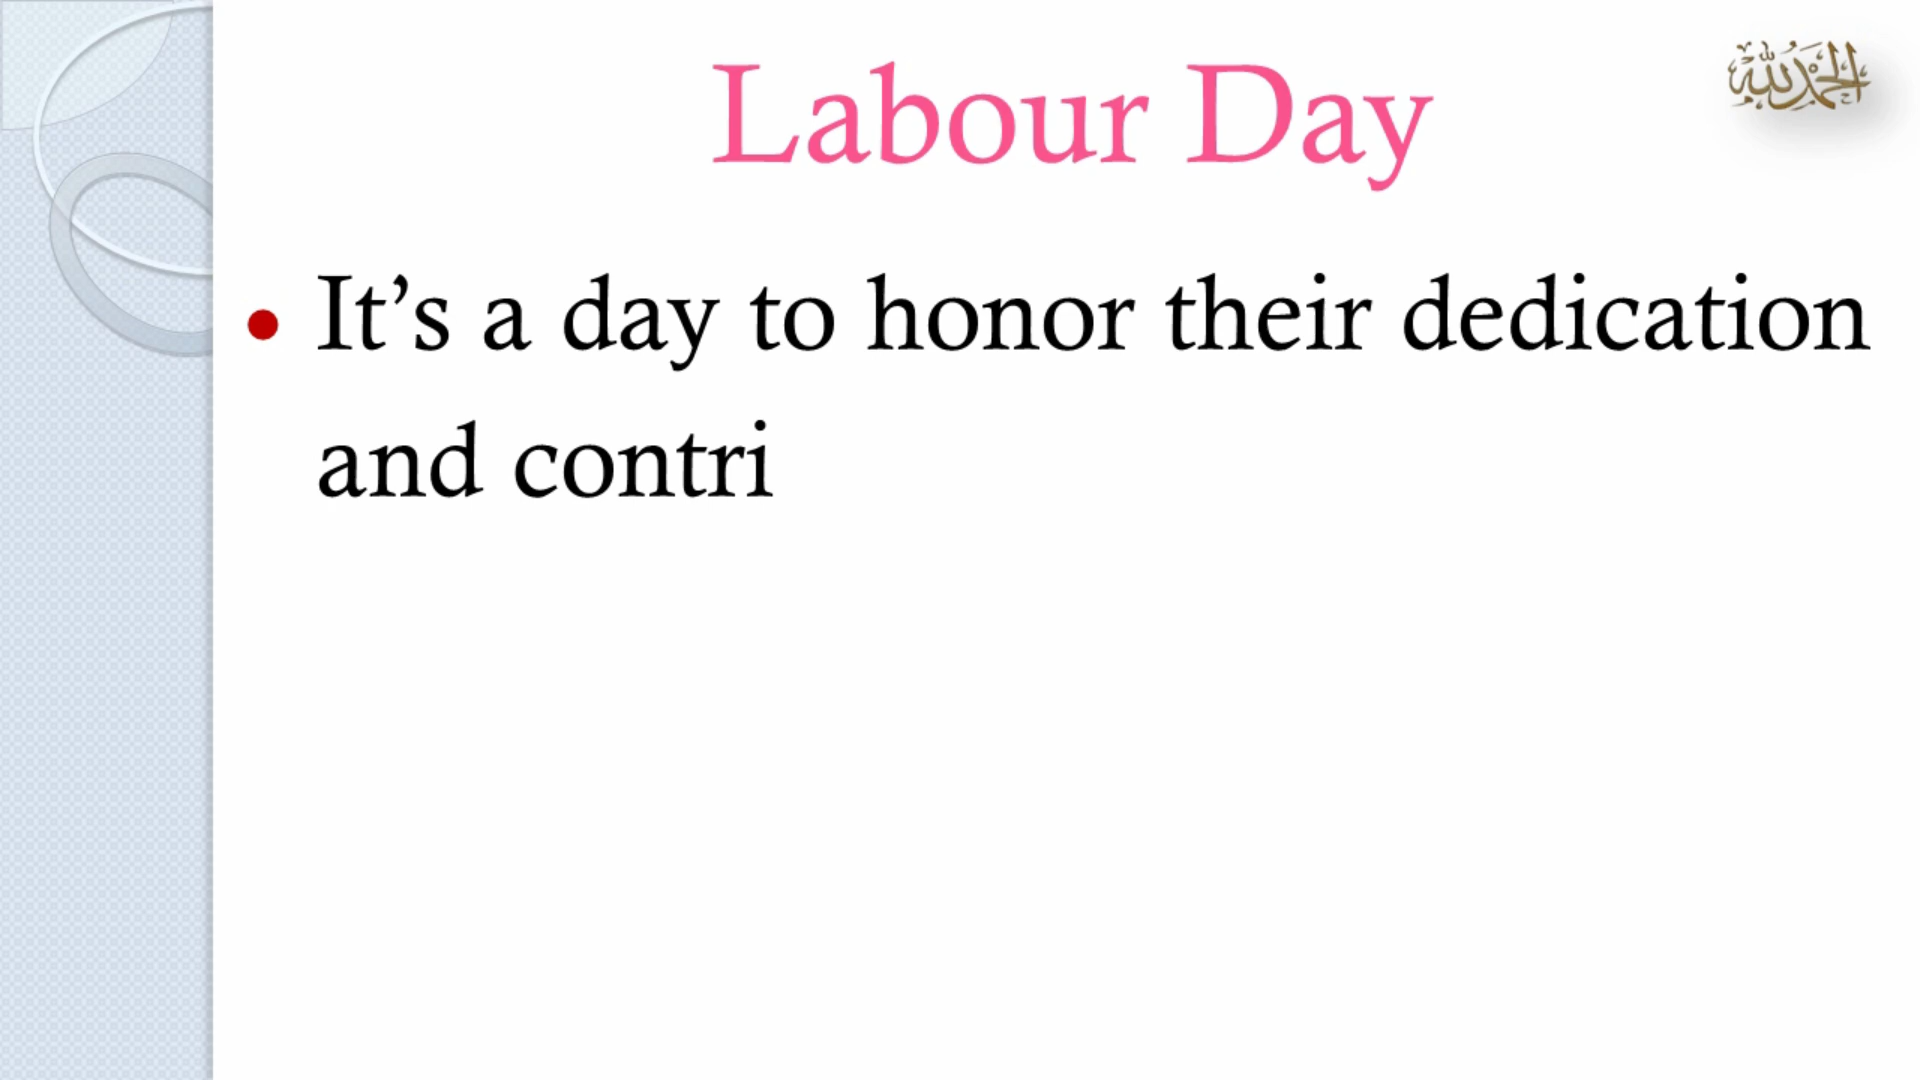 Labour Day
الحمد لله
It’s a day to honor their dedication
and contri